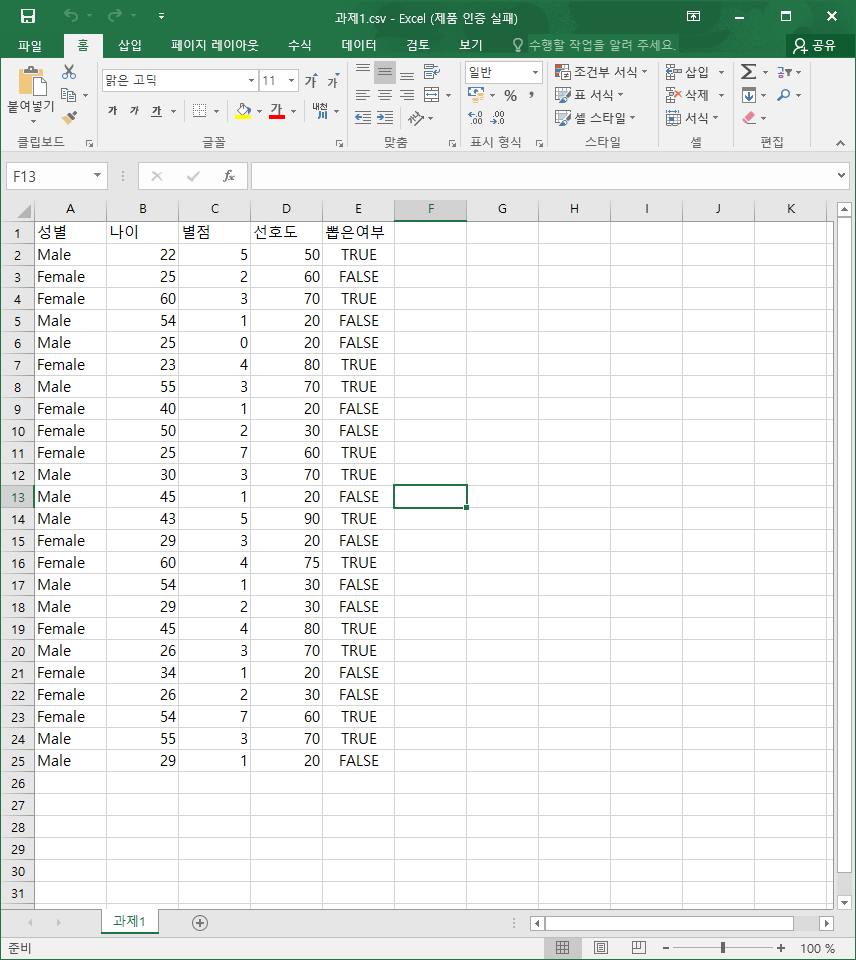 과제1.csv - Excel (제품 인증 실패)
파일 홈 삽입 페이지 레이아웃 수식 데이터 검토 보기 수행할 작업을 알려 주세요. 공유
붙여넣기
맑은 고딕 11 가 가
가 가 가 가 내천
일반
% ,
조건부 서식
표 서식
셀 스타일
삽입
삭제
서식
클립보드 글꼴 맞춤 표시 형식 스타일 셀 편집
F13 fx
A B C D E F G H I J K
1 성별 나이 별점 선호도 뽑은여부
2 Male 22 5 50 TRUE
3 Female 25 2 60 FALSE
4 Female 60 3 70 TRUE
5 Male 54 1 20 FALSE
6 Male 25 0 20 FALSE
7 Female 23 4 80 TRUE
8 Male 55 3 70 TRUE
9 Female 40 1 20 FALSE
10 Female 50 2 30 FALSE
11 Female 25 7 60 TRUE
12 Male 30 3 70 TRUE
13 Male 45 1 20 FALSE
14 Male 43 5 90 TRUE
15 Female 29 3 20 FALSE
16 Female 60 4 75 TRUE
17 Male 54 1 30 FALSE
18 Male 29 2 30 FALSE
19 Female 45 4 80 TRUE
20 Male 26 3 70 TRUE
21 Female 34 1 20 FALSE
22 Female 26 2 30 FALSE
23 Female 54 7 60 TRUE
24 Male 55 3 70 TRUE
25 Male 29 1 20 FALSE
26
27
28
29
30
31
과제1
준비 100 %